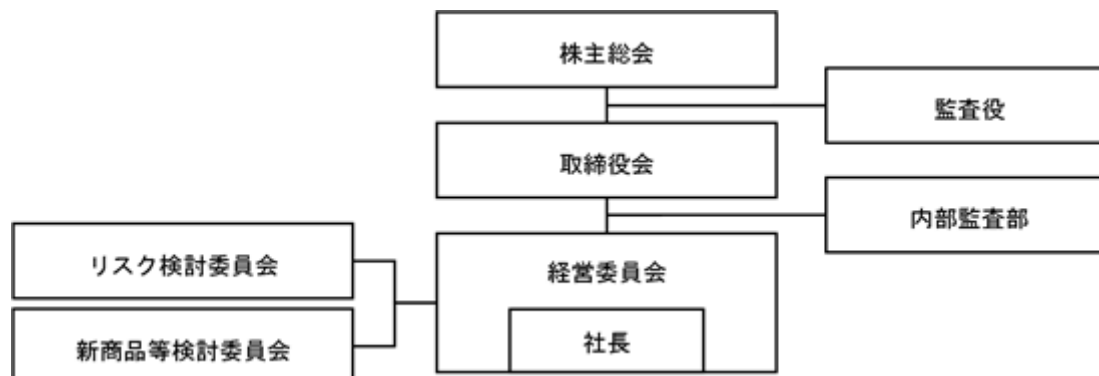 株主総会
監査役
取締役会
内部監査部
リスク検討委員会
経営委員会
社長
新商品等検討委員会